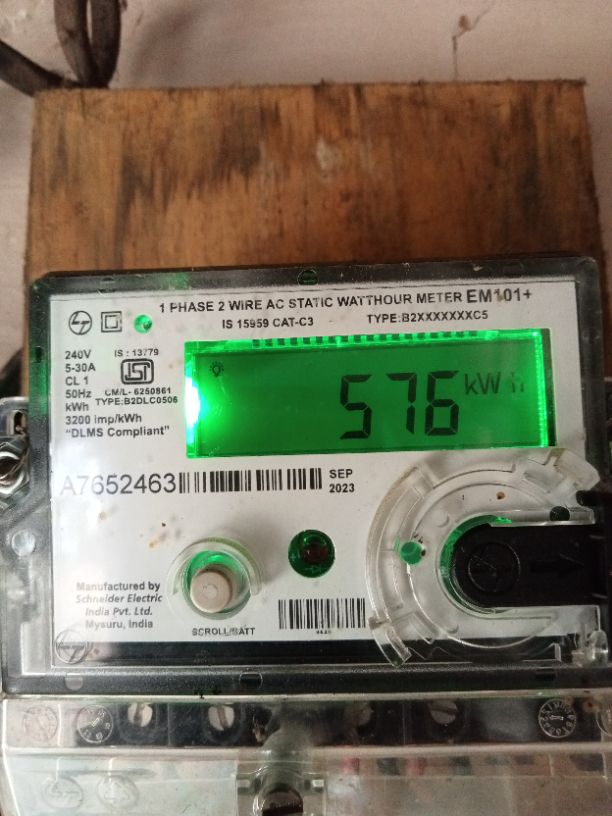 1 PHASE 2 WIRE AC STATIC WATTHOUR METER EM101+
IS 15959 CAT-C3 TYPE:B2XXXXXXXC5
240V
5-30A
CL 1
50Hz
kWh
3200 imp/kWh
"DLMS Compliant"
IS : 13779
ISI
CM/L- 6250861
TYPE:B2DLC0506
576 kWh
A7652463
SEP
2023
Manufactured by
Schneider Electric
India Pvt. Ltd.
Mysuru, India
SCROLL/BATT